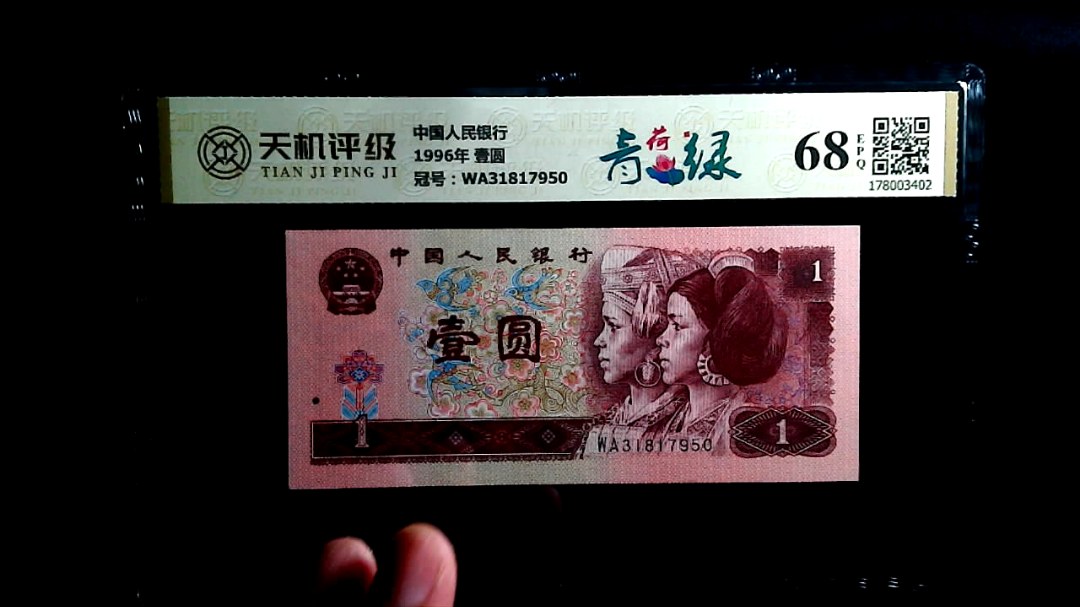 天机评级
TIAN JI PING JI
中国人民银行
1996年 壹圆
冠号：WA31817950
青荷绿
68
EPQ
178003402
中国人民银行
1
壹圆
1
WA31817950
1